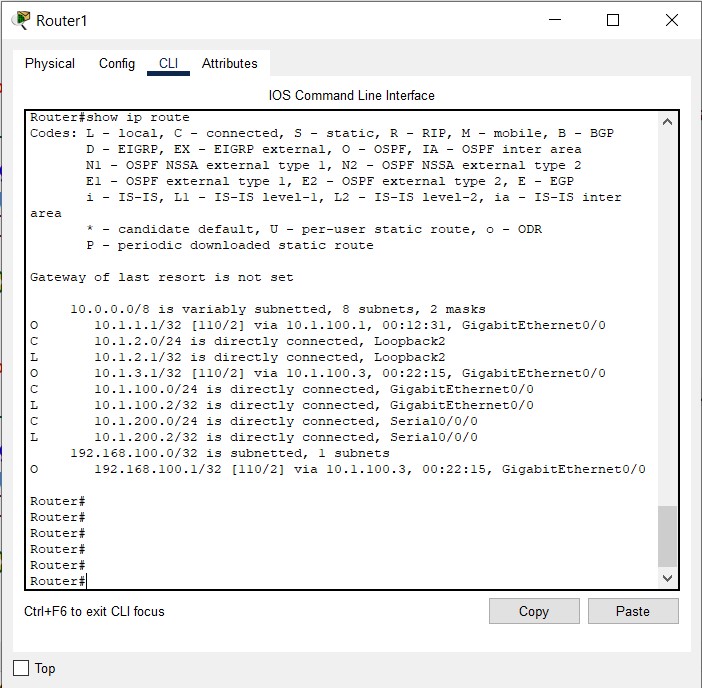 Router1
Physical Config CLI Attributes
IOS Command Line Interface
Router#show ip route
Codes: L - local, C - connected, S - static, R - RIP, M - mobile, B - BGP
       D - EIGRP, EX - EIGRP external, O - OSPF, IA - OSPF inter area
       N1 - OSPF NSSA external type 1, N2 - OSPF NSSA external type 2
       E1 - OSPF external type 1, E2 - OSPF external type 2, E - EGP
       i - IS-IS, L1 - IS-IS level-1, L2 - IS-IS level-2, ia - IS-IS inter
area
       * - candidate default, U - per-user static route, o - ODR
       P - periodic downloaded static route
Gateway of last resort is not set
     10.0.0.0/8 is variably subnetted, 8 subnets, 2 masks
O       10.1.1.1/32 [110/2] via 10.1.100.1, 00:12:31, GigabitEthernet0/0
C       10.1.2.0/24 is directly connected, Loopback2
L       10.1.2.1/32 is directly connected, Loopback2
O       10.1.3.1/32 [110/2] via 10.1.100.3, 00:22:15, GigabitEthernet0/0
C       10.1.100.0/24 is directly connected, GigabitEthernet0/0
L       10.1.100.2/32 is directly connected, GigabitEthernet0/0
C       10.1.200.0/24 is directly connected, Serial0/0/0
L       10.1.200.2/32 is directly connected, Serial0/0/0
     192.168.100.0/32 is subnetted, 1 subnets
O       192.168.100.1/32 [110/2] via 10.1.100.3, 00:22:15, GigabitEthernet0/0
Router#
Router#
Router#
Router#
Router#
Router#
Ctrl+F6 to exit CLI focus Copy Paste
Top